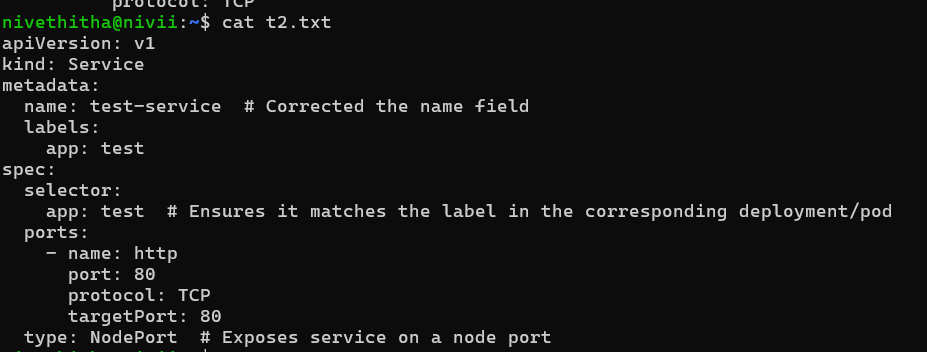 protocol: TCP
nivethitha@nivii:~$ cat t2.txt
apiVersion: v1
kind: Service
metadata:
  name: test-service  # Corrected the name field
  labels:
    app: test
spec:
  selector:
    app: test  # Ensures it matches the label in the corresponding deployment/pod
  ports:
    - name: http
      port: 80
      protocol: TCP
      targetPort: 80
  type: NodePort  # Exposes service on a node port